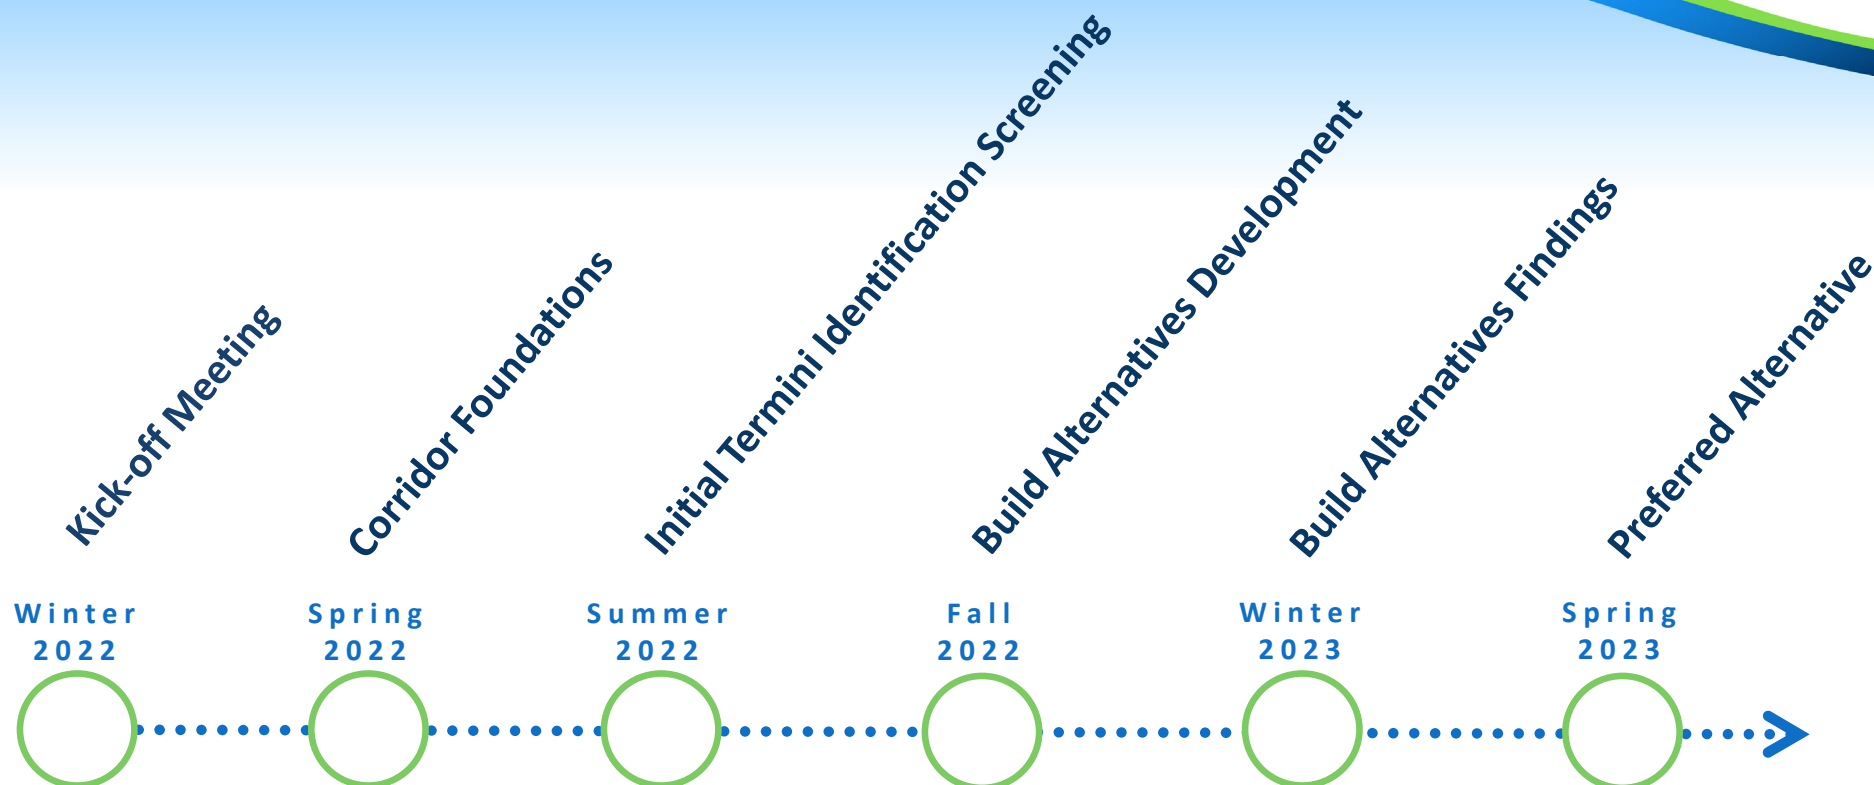 Kick-off Meeting
Corridor Foundations
Initial Termini Identification Screening
Build Alternatives Development
Build Alternatives Findings
Preferred Alternative
Winter
2022
Spring
2022
Summer
2022
Fall
2022
Winter
2023
Spring
2023